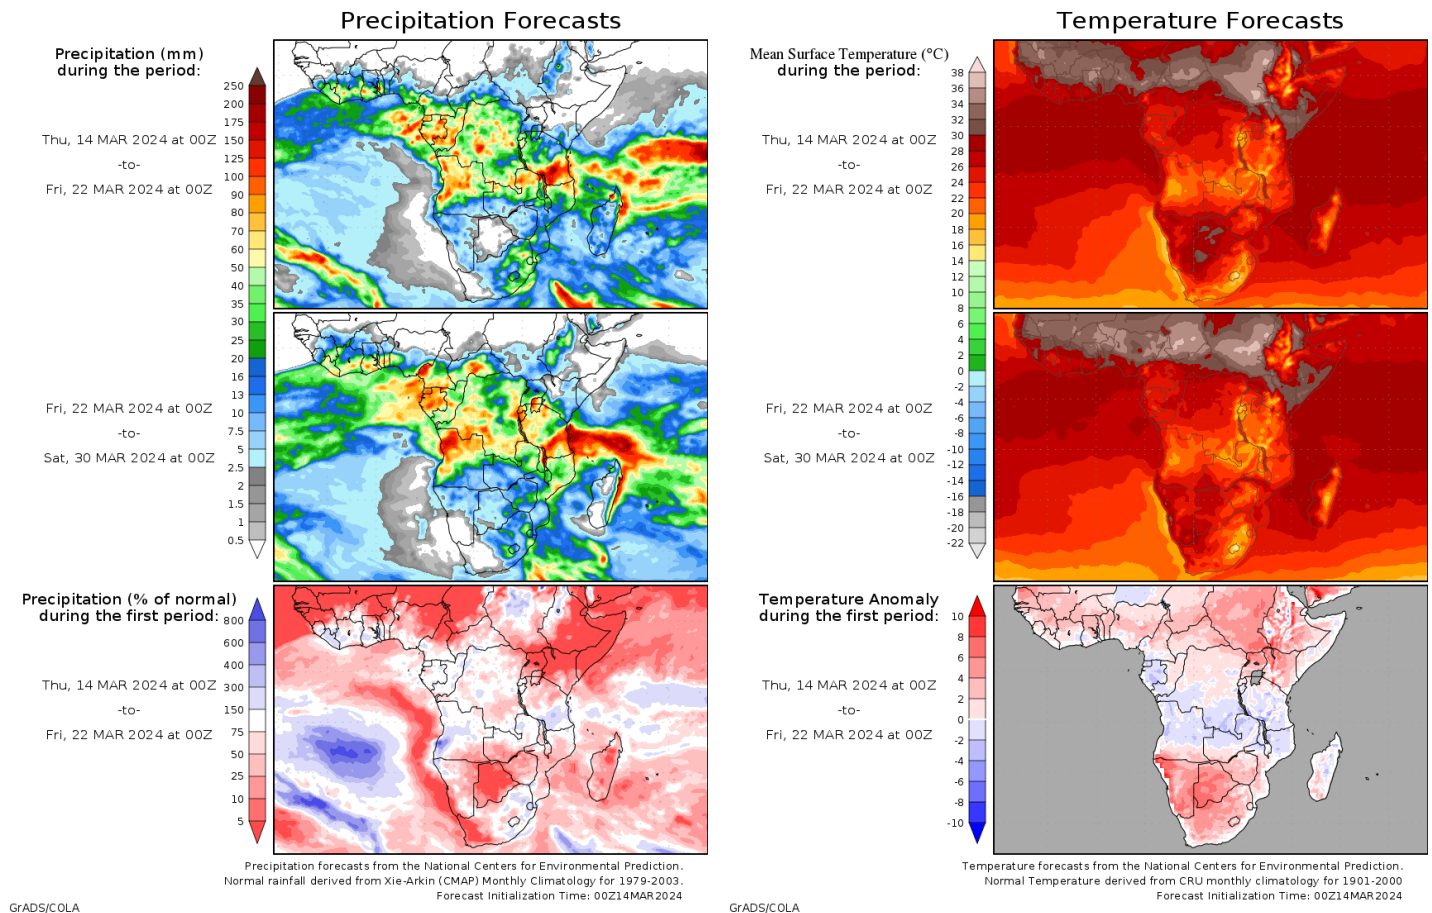 Precipitation Forecasts
Precipitation (mm)
during the period:
250
200
175
150
125
100
90
80
70
60
50
40
35
30
25
20
16
13
10
7.5
5
2.5
2
1.5
1
0.5
Thu, 14 MAR 2024 at 00Z
-to-
Fri, 22 MAR 2024 at 00Z
Fri, 22 MAR 2024 at 00Z
-to-
Sat, 30 MAR 2024 at 00Z
Precipitation (% of normal)
during the first period:
800
600
400
300
150
75
50
25
10
5
Thu, 14 MAR 2024 at 00Z
-to-
Fri, 22 MAR 2024 at 00Z
Precipitation forecasts from the National Centers for Environmental Prediction.
Normal rainfall derived from Xie-Arkin (CMAP) Monthly Climatology for 1979-2003.
Forecast Initialization Time: 00Z14MAR2024
GrADS/COLA
Temperature Forecasts
Mean Surface Temperature (°C)
during the period:
38
36
34
32
30
28
26
24
22
20
18
16
14
12
10
8
6
4
2
0
-2
-4
-6
-8
-10
-12
-14
-16
-18
-20
-22
Thu, 14 MAR 2024 at 00Z
-to-
Fri, 22 MAR 2024 at 00Z
Fri, 22 MAR 2024 at 00Z
-to-
Sat, 30 MAR 2024 at 00Z
Temperature Anomaly
during the first period:
10
8
6
4
2
0
-2
-4
-6
-8
-10
Thu, 14 MAR 2024 at 00Z
-to-
Fri, 22 MAR 2024 at 00Z
Temperature forecasts from the National Centers for Environmental Prediction.
Normal Temperature derived from CRU monthly climatology for 1901-2000
Forecast Initialization Time: 00Z14MAR2024
GrADS/COLA